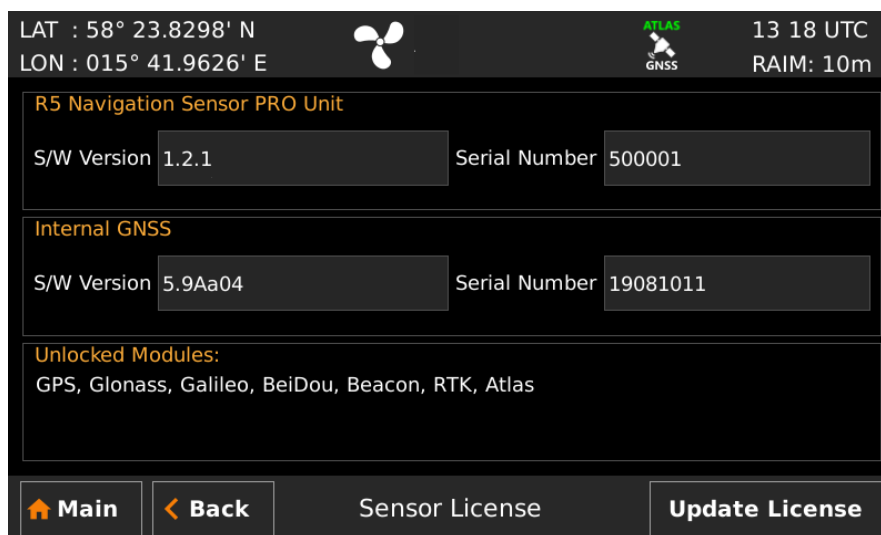 LAT : 58° 23.8298' N
LON : 015° 41.9626' E
ATLAS
GNSS
13 18 UTC
RAIM: 10m
R5 Navigation Sensor PRO Unit
S/W Version 1.2.1 Serial Number 500001
Internal GNSS
S/W Version 5.9Aa04 Serial Number 19081011
Unlocked Modules:
GPS, Glonass, Galileo, BeiDou, Beacon, RTK, Atlas
Main Back Sensor License Update License